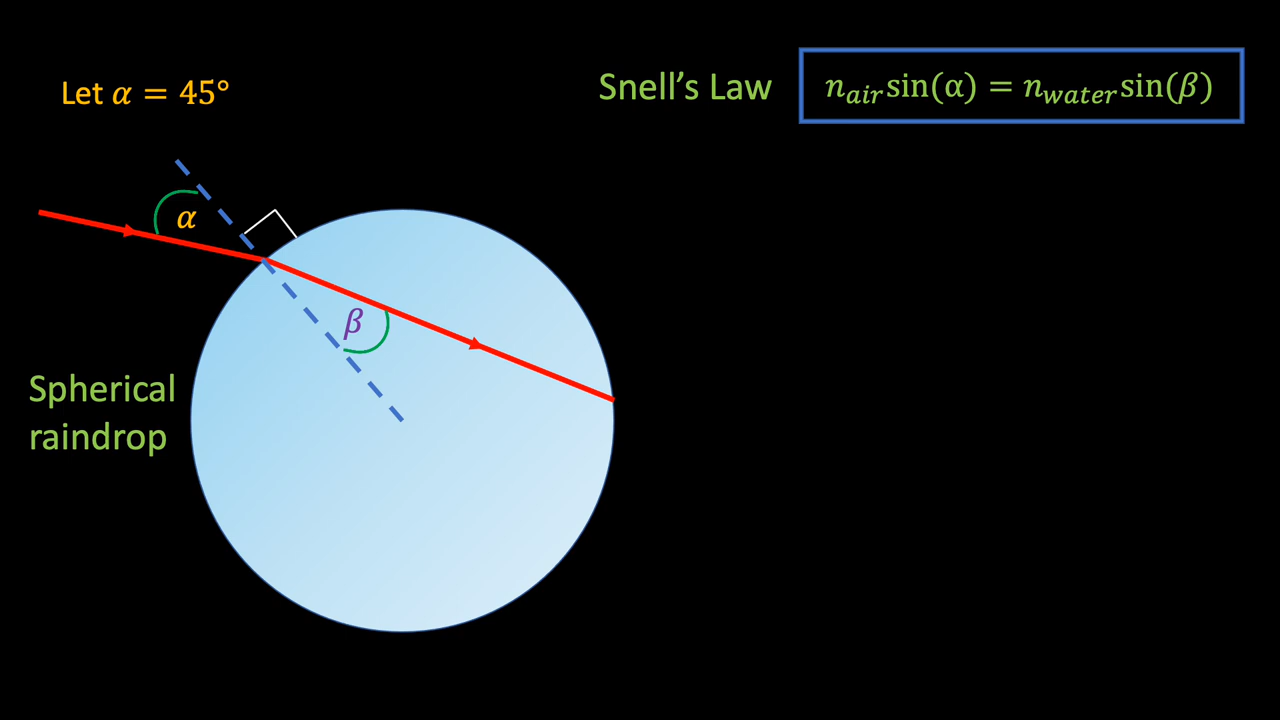 Let α = 45°
Snell’s Law
n_air sin(α) = n_water sin(β)
α
β
Spherical
raindrop